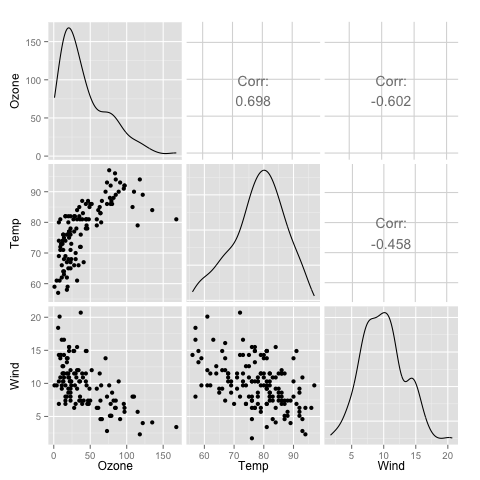 150
100
50
0
Ozone
Corr:
0.698
Corr:
-0.602
90
80
70
60
Temp
Corr:
-0.458
20
15
10
5
Wind
0 50 100 150
Ozone
60 70 80 90
Temp
5 10 15 20
Wind